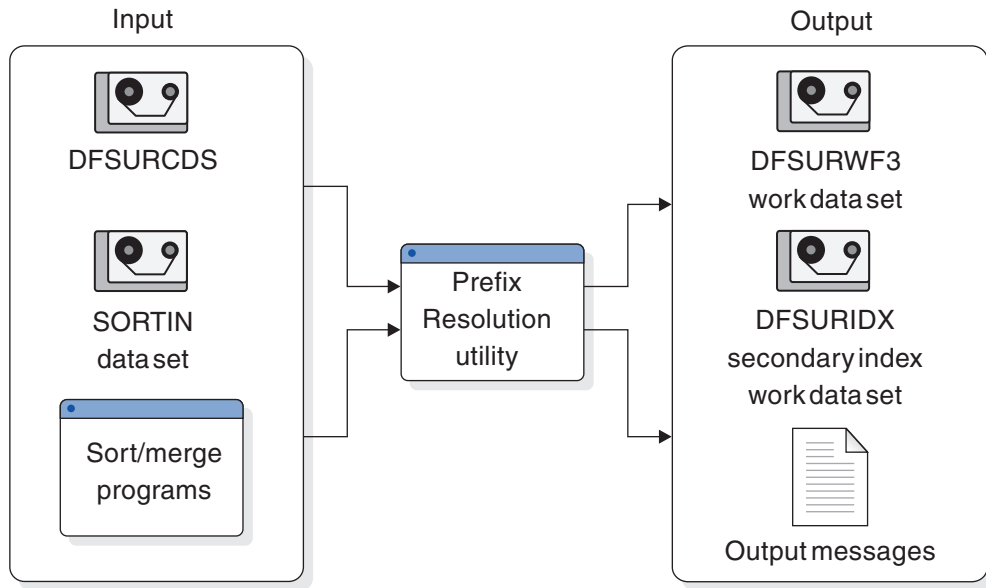 Input
DFSURCDS
SORTIN
data set
Sort/merge
programs
Prefix
Resolution
utility
Output
DFSURWF3
work data set
DFSURIDX
secondary index
work data set
Output messages